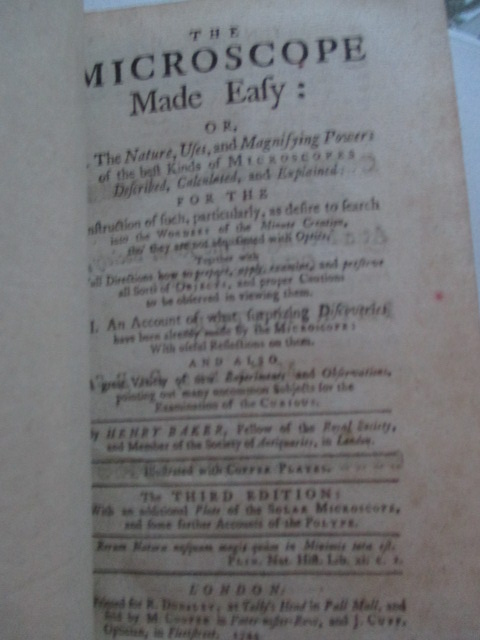 THE
MICROSCOPE
Made Eaſy:
OR,
The Nature, Uſes, and Magnifying Powers
of the beſt Kinds of MICROSCOPES
Deſcribed, Calculated, and Explained:
FOR THE
nſtruction of ſuch, particularly, as deſire to ſearch
into the WONDERS of the Minute Creation,
tho' they are not acquainted with Optics.
Together with
ull Directions how to prepare, apply, examine, and preſerve
all Sorts of OBJECTS, and proper Cautions
to be obſerved in viewing them.
I. An Account of what ſurprizing Diſcoveries
have been already made by the MICROSCOPE:
With uſeful Reflections on them.
AND ALSO
A great Variety of new Experiments and Obſervations,
pointing out many uncommon Subjects for the
Examination of the CURIOUS.
y HENRY BAKER, Fellow of the Royal Society,
and Member of the Society of Antiquaries, in London.
Illuſtrated with COPPER PLATES.
The THIRD EDITION:
With an additional Plate of the SOLAR MICROSCOPE,
and ſome farther Accounts of the POLYPE.
Rerum Natura nuſquam magis quàm in Minimis tota eſt.
PLIN. Nat. Hiſt. Lib. xi. c. 2.
LONDON:
Printed for R. DODSLEY, at Tully's Head in Pall Mall, and
ſold by M. COOPER in Pater-noſter-Row, and J. CUFF,
Optician, in Fleetſtreet.